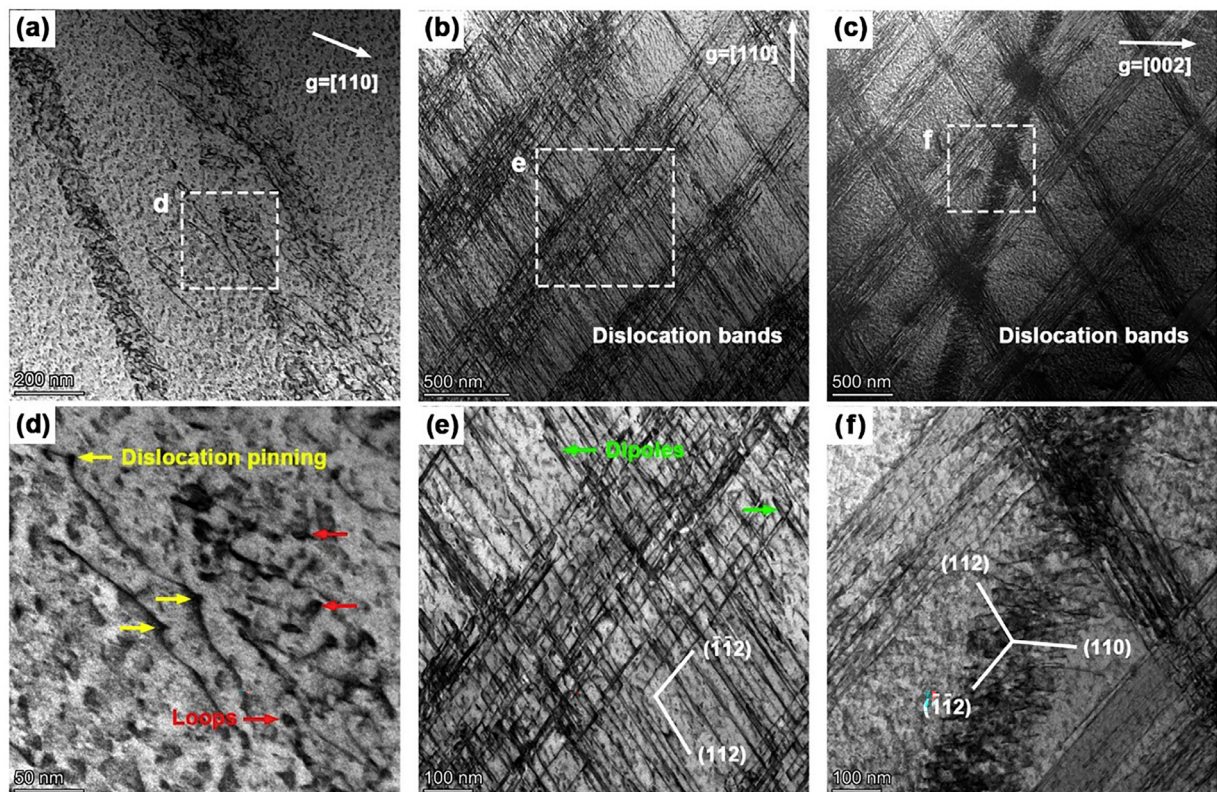 (a)
g=[110]
d
200 nm
(b)
g=[110]
e
Dislocation bands
500 nm
(c)
g=[002]
f
Dislocation bands
500 nm
(d)
Dislocation pinning
Loops
50 nm
(e)
Dipoles
(1̄1̄2)
(112)
100 nm
(f)
(112)
(110)
(1̄1̄2)
100 nm